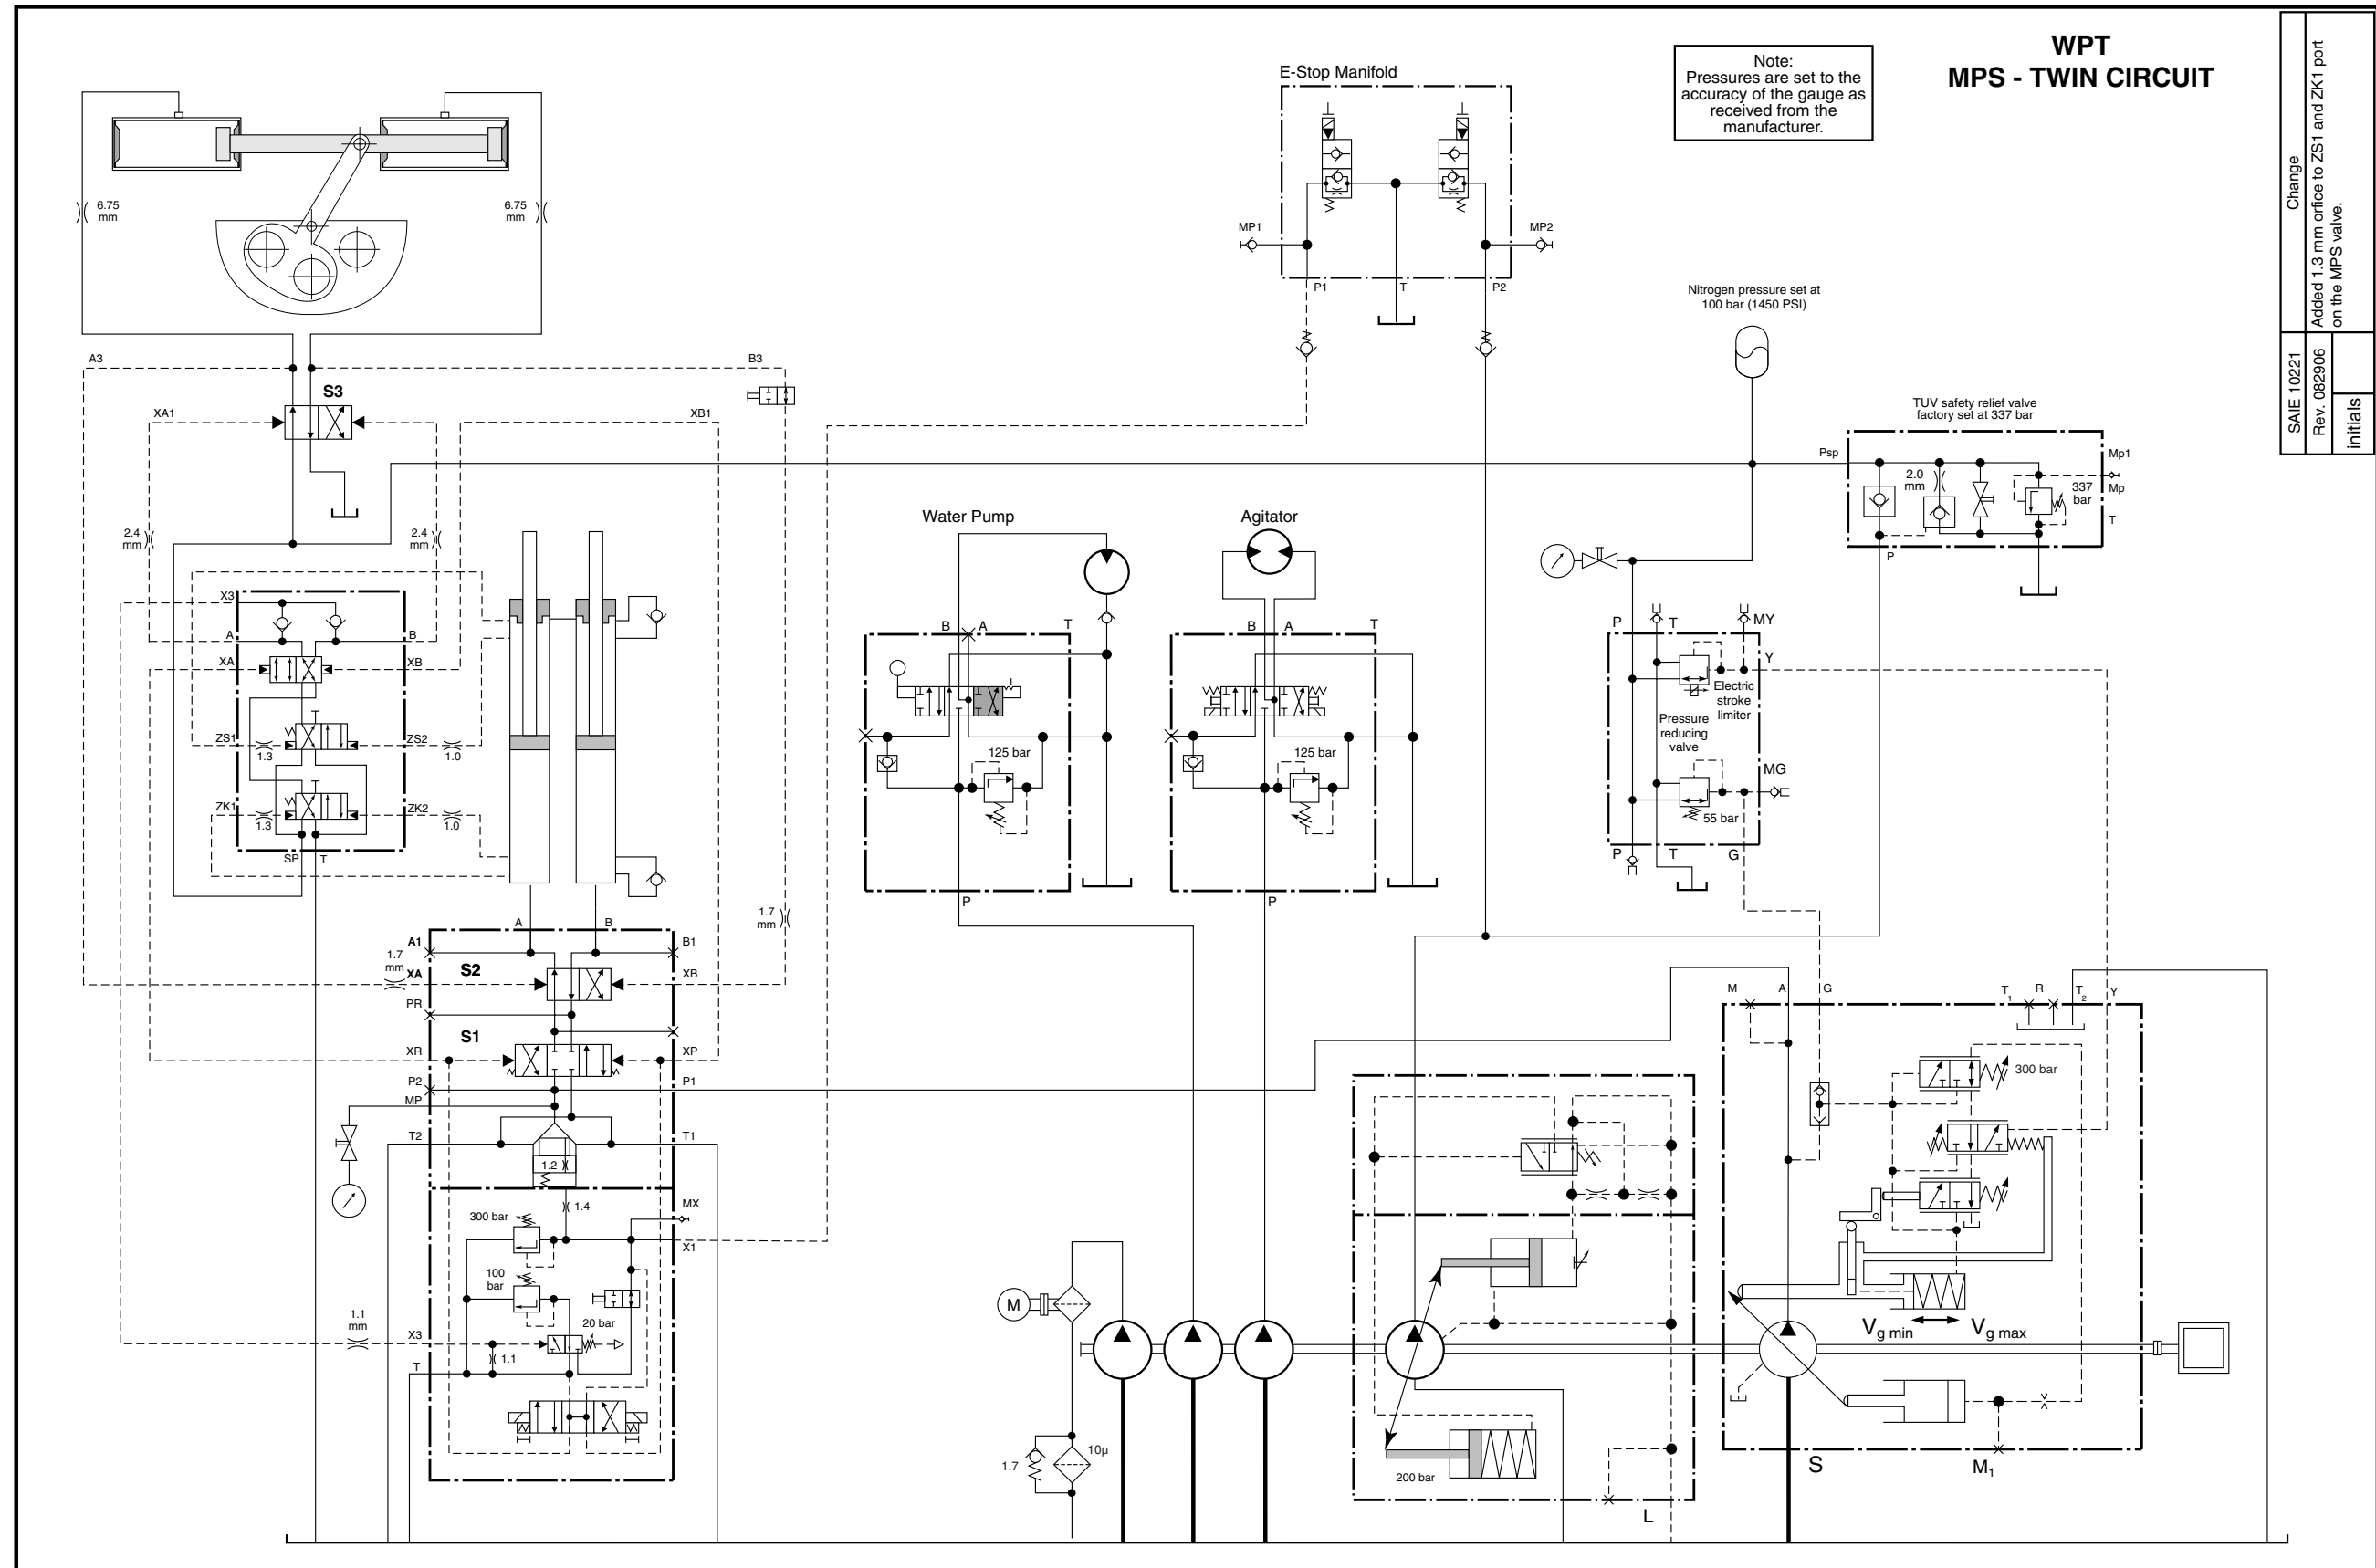 WPT
MPS - TWIN CIRCUIT
Note:
Pressures are set to the
accuracy of the gauge as
received from the
manufacturer.
Change
Added 1.3 mm orfice to ZS1 and ZK1 port
on the MPS valve.
SAIE 10221
Rev. 082906
initials
E-Stop Manifold
MP1
MP2
P1
T
P2
Nitrogen pressure set at
100 bar (1450 PSI)
TUV safety relief valve
factory set at 337 bar
Psp
2.0
mm
337
bar
Mp1
Mp
T
P
6.75
mm
6.75
mm
A3
B3
S3
XA1
XB1
2.4
mm
2.4
mm
X3
A
B
XA
XB
ZS1
1.3
ZS2
1.0
ZK1
1.3
ZK2
1.0
SP
T
Water Pump
B
A
T
125 bar
P
Agitator
B
A
T
125 bar
P
P
T
MY
Y
Electric
stroke
limiter
Pressure
reducing
valve
MG
55 bar
P
T
G
1.7
mm
A
B
A1
B1
1.7
mm
XA
S2
XB
PR
S1
XR
XP
P2
P1
MP
T2
T1
1.2
1.4
MX
300 bar
X1
100
bar
1.1
mm
X3
20 bar
1.1
T
M
1.7
10µ
200 bar
L
M
A
G
T1
R
T2
Y
300 bar
Vg min
Vg max
S
M1